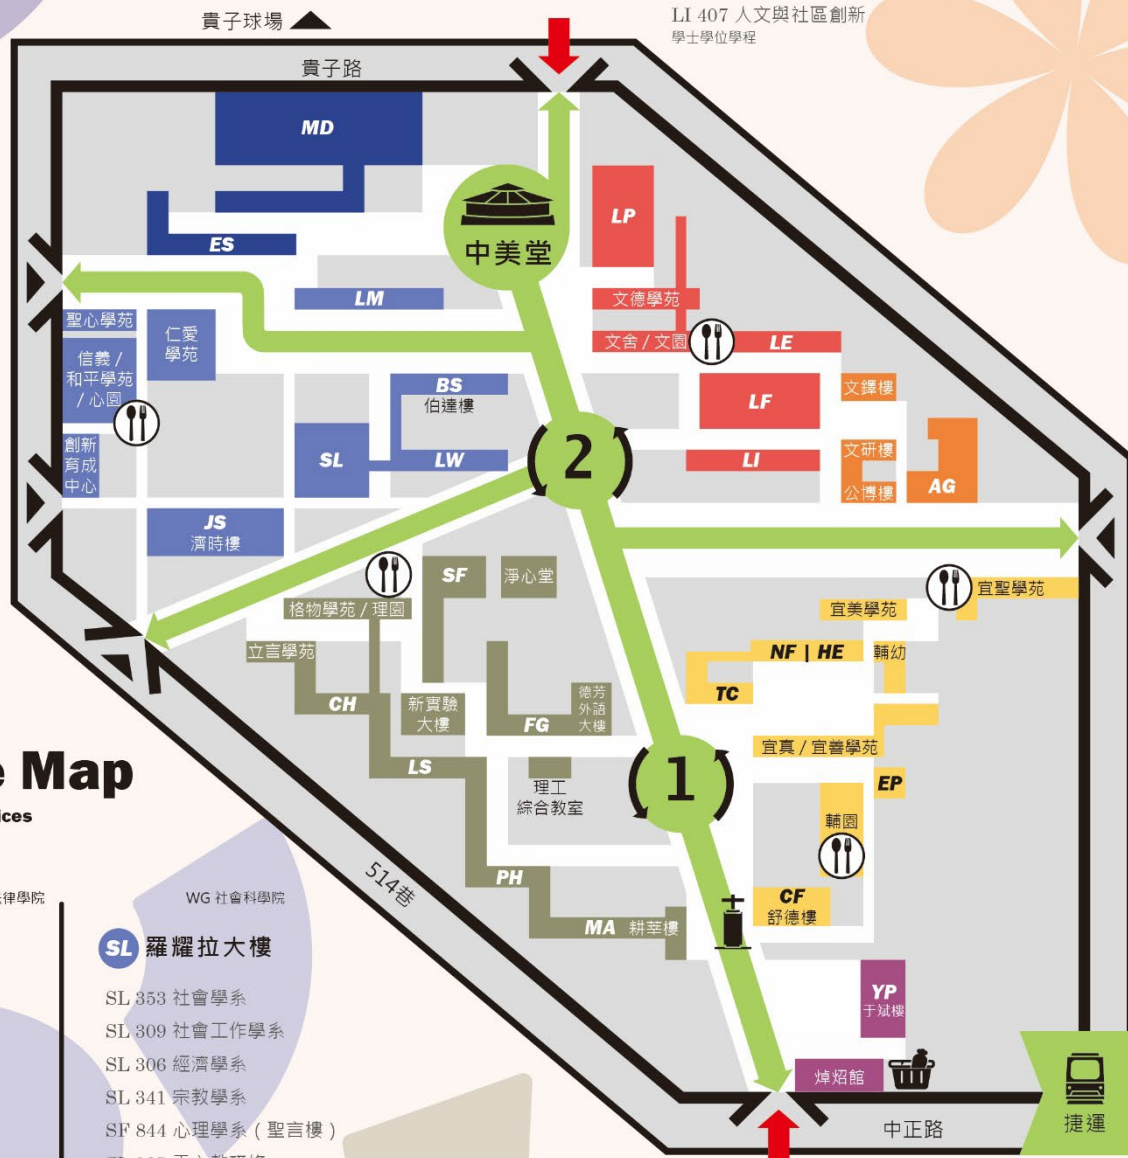 貴子球場
LI 407 人文與社區創新
學士學位學程
貴子路
MD
中美堂
LP
ES
LM
文德學苑
聖心學苑
仁愛
學苑
文舍 / 文園
LE
信義 /
和平學苑
/ 心園
BS
伯達樓
LF
文鐸樓
2
創新
育成
中心
SL
LW
LI
文研樓
公博樓
AG
JS
濟時樓
SF
淨心堂
宜聖學苑
格物學苑 / 理園
宜美學苑
立言學苑
NF | HE
輔幼
CH
新實驗
大樓
FG
德芳
外語
大樓
TC
宜真 / 宜善學苑
LS
理工
綜合教室
1
EP
輔園
514巷
PH
CF
舒德樓
MA 耕莘樓
YP
于斌樓
焯炤館
中正路
捷運
Map
律學院
WG 社會科學院
SL 羅耀拉大樓
SL 353 社會學系
SL 309 社會工作學系
SL 306 經濟學系
SL 341 宗教學系
SF 844 心理學系 ( 聖言樓 )